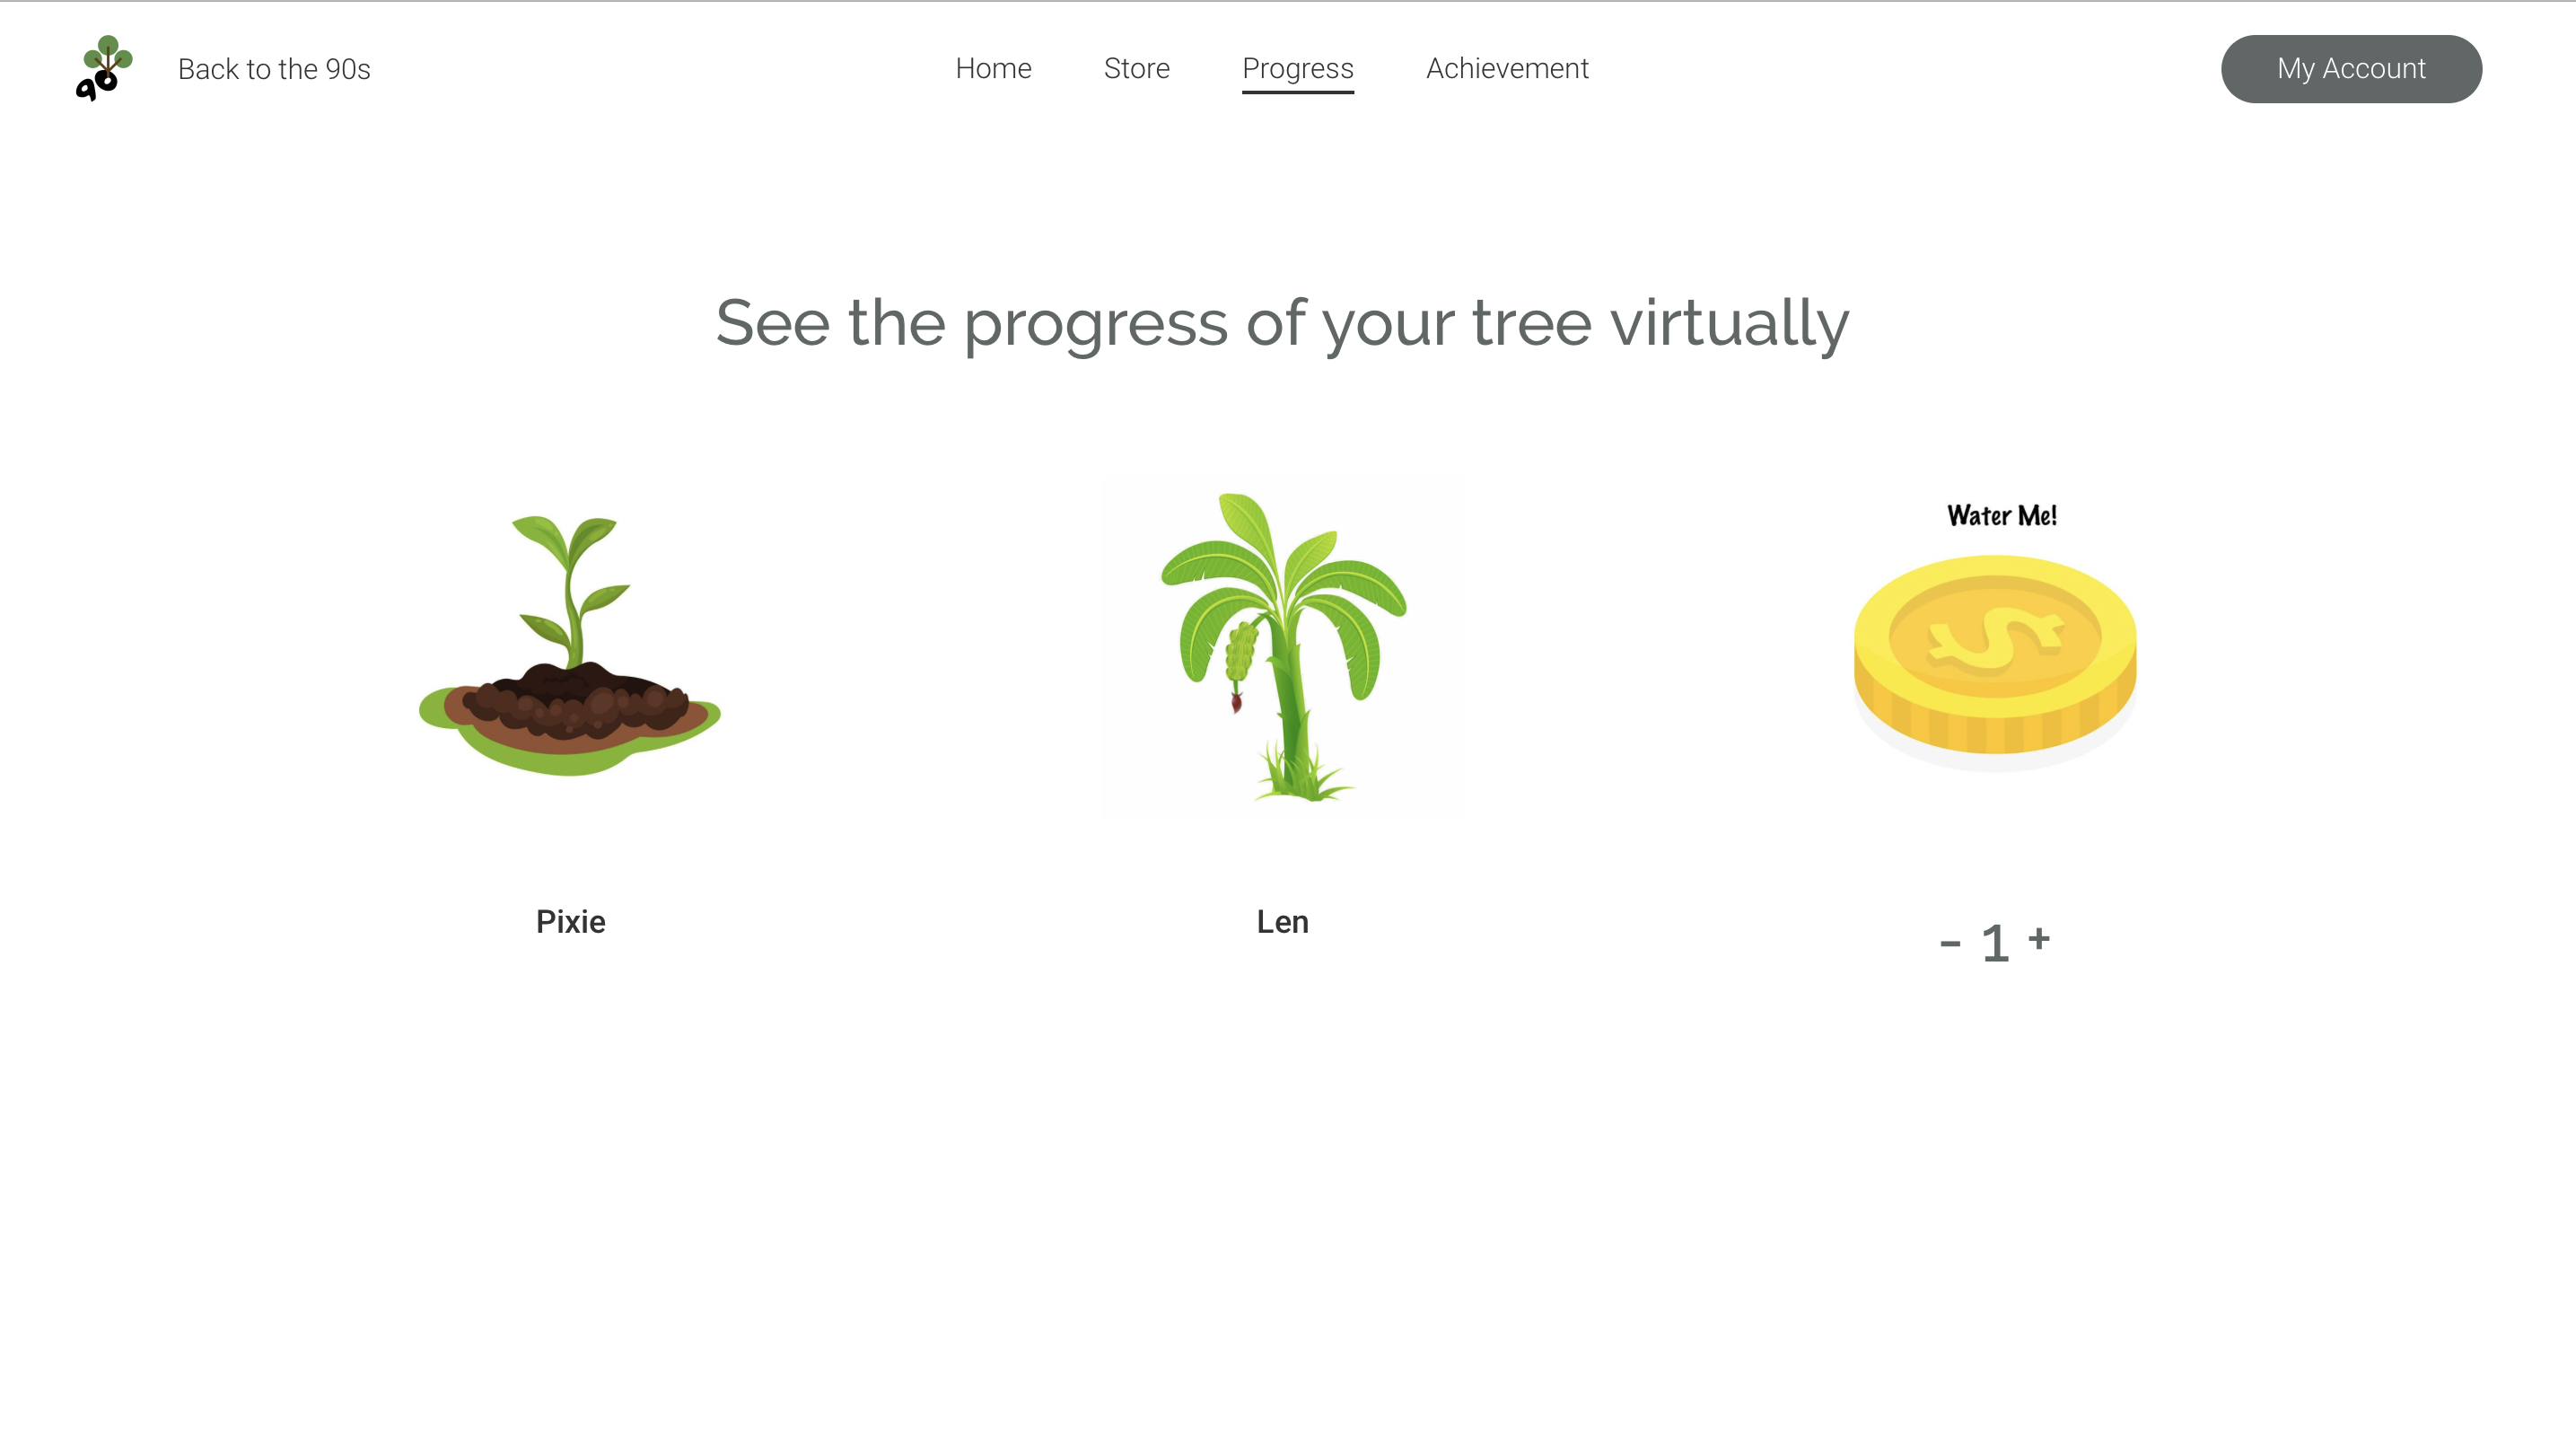 90
Back to the 90s
Home
Store
Progress
Achievement
My Account
See the progress of your tree virtually
Water Me!
$
Pixie
Len
- 1 +